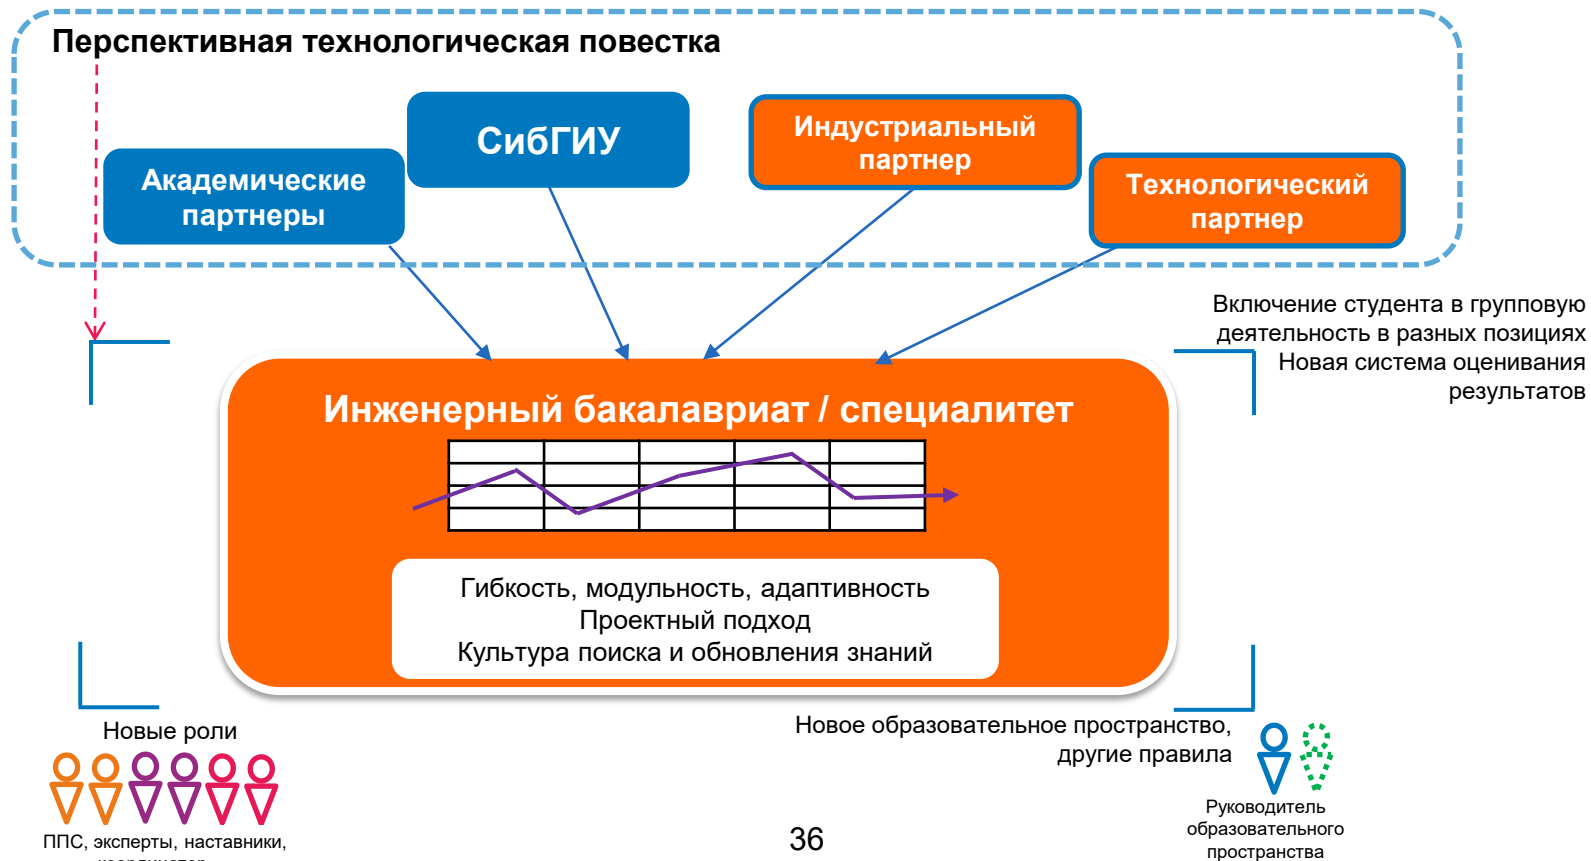 Перспективная технологическая повестка
СибГИУ
Индустриальный
партнер
Академические
партнеры
Технологический
партнер
Включение студента в групповую
деятельность в разных позициях
Новая система оценивания
результатов
Инженерный бакалавриат / специалитет
Гибкость, модульность, адаптивность
Проектный подход
Культура поиска и обновления знаний
Новые роли
Новое образовательное пространство,
другие правила
ППС, эксперты, наставники,
Руководитель
образовательного
пространства
36